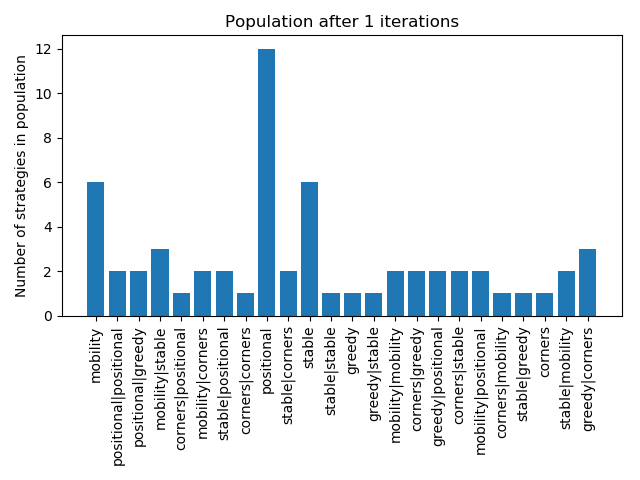 Population after 1 iterations
Number of strategies in population
12
10
8
6
4
2
0
mobility
positional|positional
positional|greedy
mobility|stable
corners|positional
mobility|corners
stable|positional
corners|corners
positional
stable|corners
stable
stable|stable
greedy
greedy|stable
mobility|mobility
corners|greedy
greedy|positional
corners|stable
mobility|positional
corners|mobility
stable|greedy
corners
stable|mobility
greedy|corners